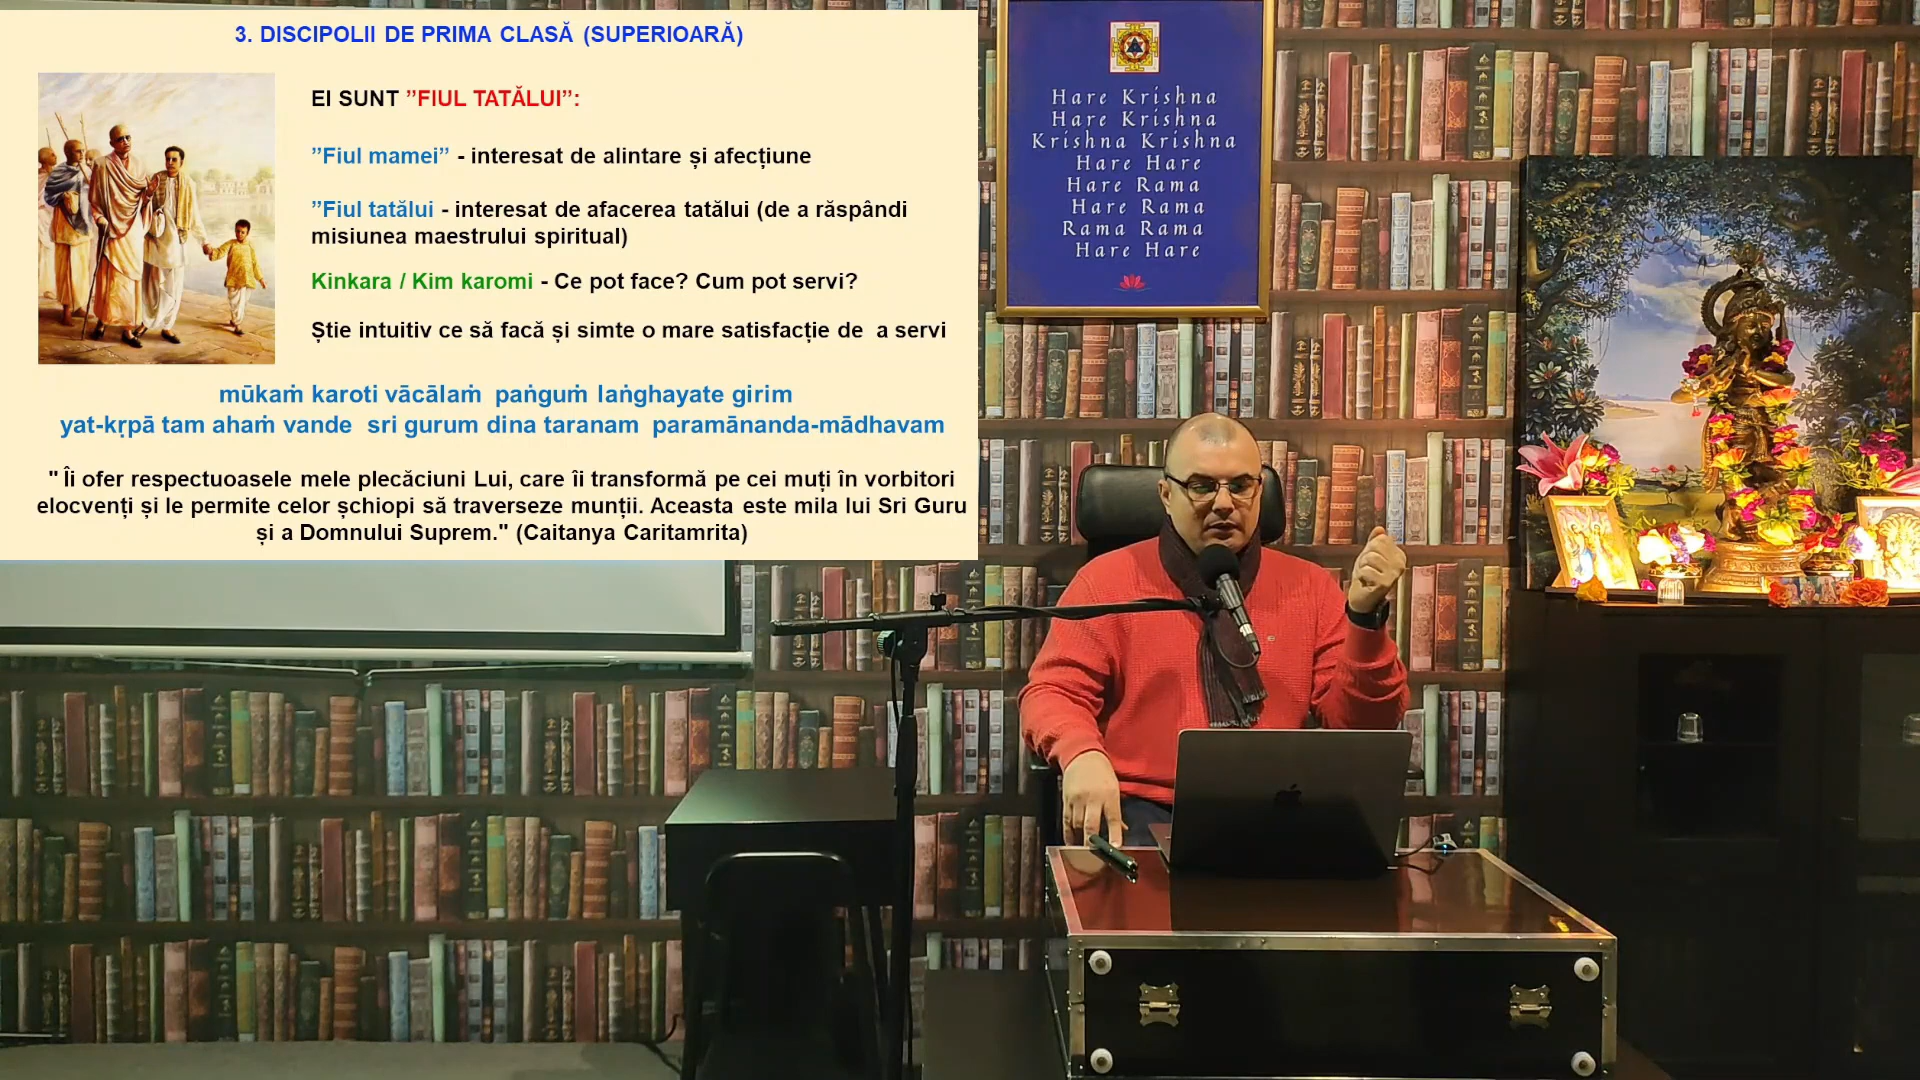 3. DISCIPOLII DE PRIMA CLASĂ (SUPERIOARĂ)
EI SUNT ”FIUL TATĂLUI”:
”Fiul mamei” - interesat de alintare și afecțiune
”Fiul tatălui - interesat de afacerea tatălui (de a răspândi
misiunea maestrului spiritual)
Kinkara / Kim karomi - Ce pot face? Cum pot servi?
Știe intuitiv ce să facă și simte o mare satisfacție de  a servi
mūkaṁ karoti vācālaṁ  paṅguṁ laṅghayate girim
yat-kṛpā tam ahaṁ vande  sri gurum dina taranam  paramānanda-mādhavam
" Îi ofer respectuoasele mele plecăciuni Lui, care îi transformă pe cei muți în vorbitori
elocvenți și le permite celor șchiopi să traverseze munții. Aceasta este mila lui Sri Guru
și a Domnului Suprem." (Caitanya Caritamrita)
Hare Krishna
Hare Krishna
Krishna Krishna
Hare Hare
Hare Rama
Hare Rama
Rama Rama
Hare Hare